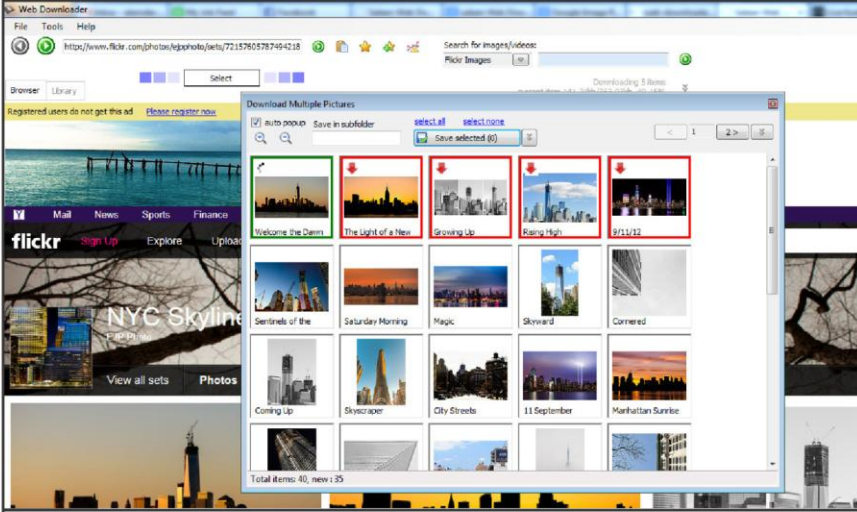 Web Downloader
File Tools Help
http://www.flickr.com/photos/ejpphoto/sets/72157605787494218
Search for images/videos:
Flickr Images
Select
Downloading 5 items
Browser Library
Registered users do not get this ad Please register now
Download Multiple Pictures
auto popup Save in subfolder select all select none
Save selected (0)
< 1 2 >
Welcome the Dawn The Light of a New Growing Up Rising High 9/11/12
Y Mail News Sports Finance
flickr Sign Up Explore
Sentinels of the Saturday Morning Magic Skyward Cornered
NYC Skyline
EJP Photo
View all sets Photos
Coming Up Skyscraper City Streets 11 September Manhattan Sunrise
Total items: 40, new : 35